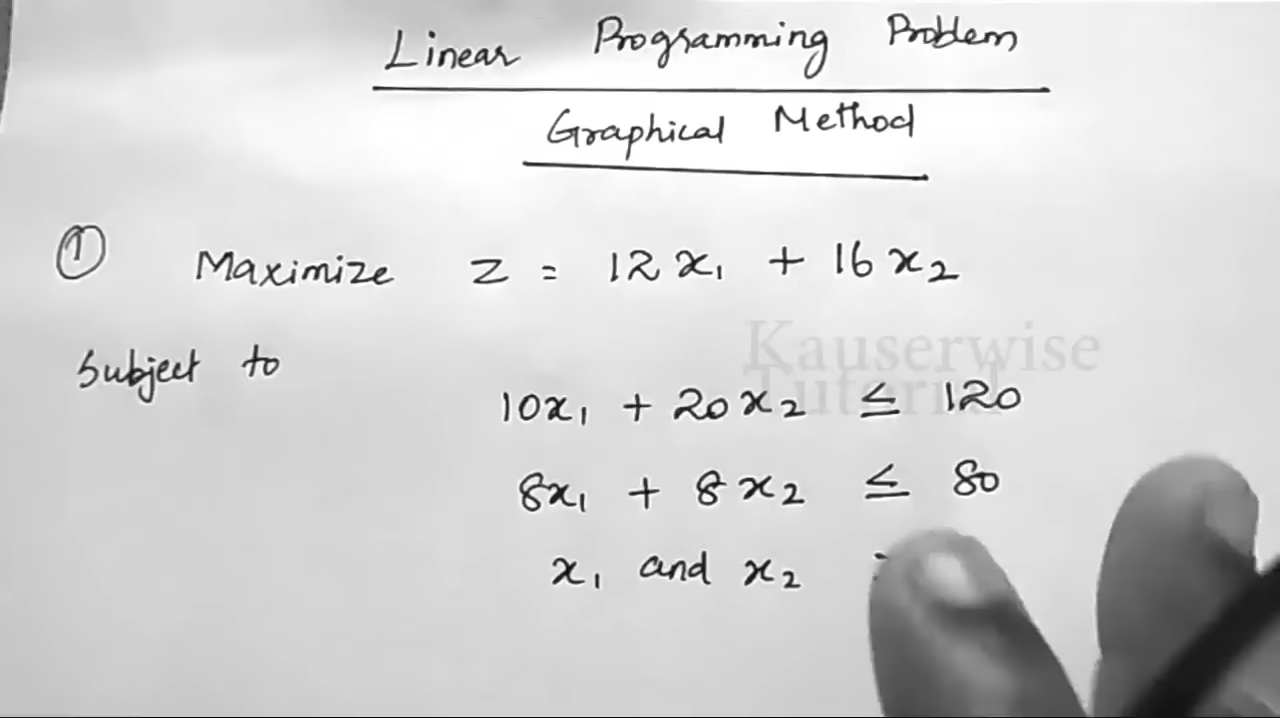 Linear Programming Problem
Graphical Method
① Maximize Z = 12x₁ + 16x₂
Subject to
Kauserwise
Tutorial
10x₁ + 20x₂ ≤ 120
8x₁ + 8x₂ ≤ 80
x₁ and x₂